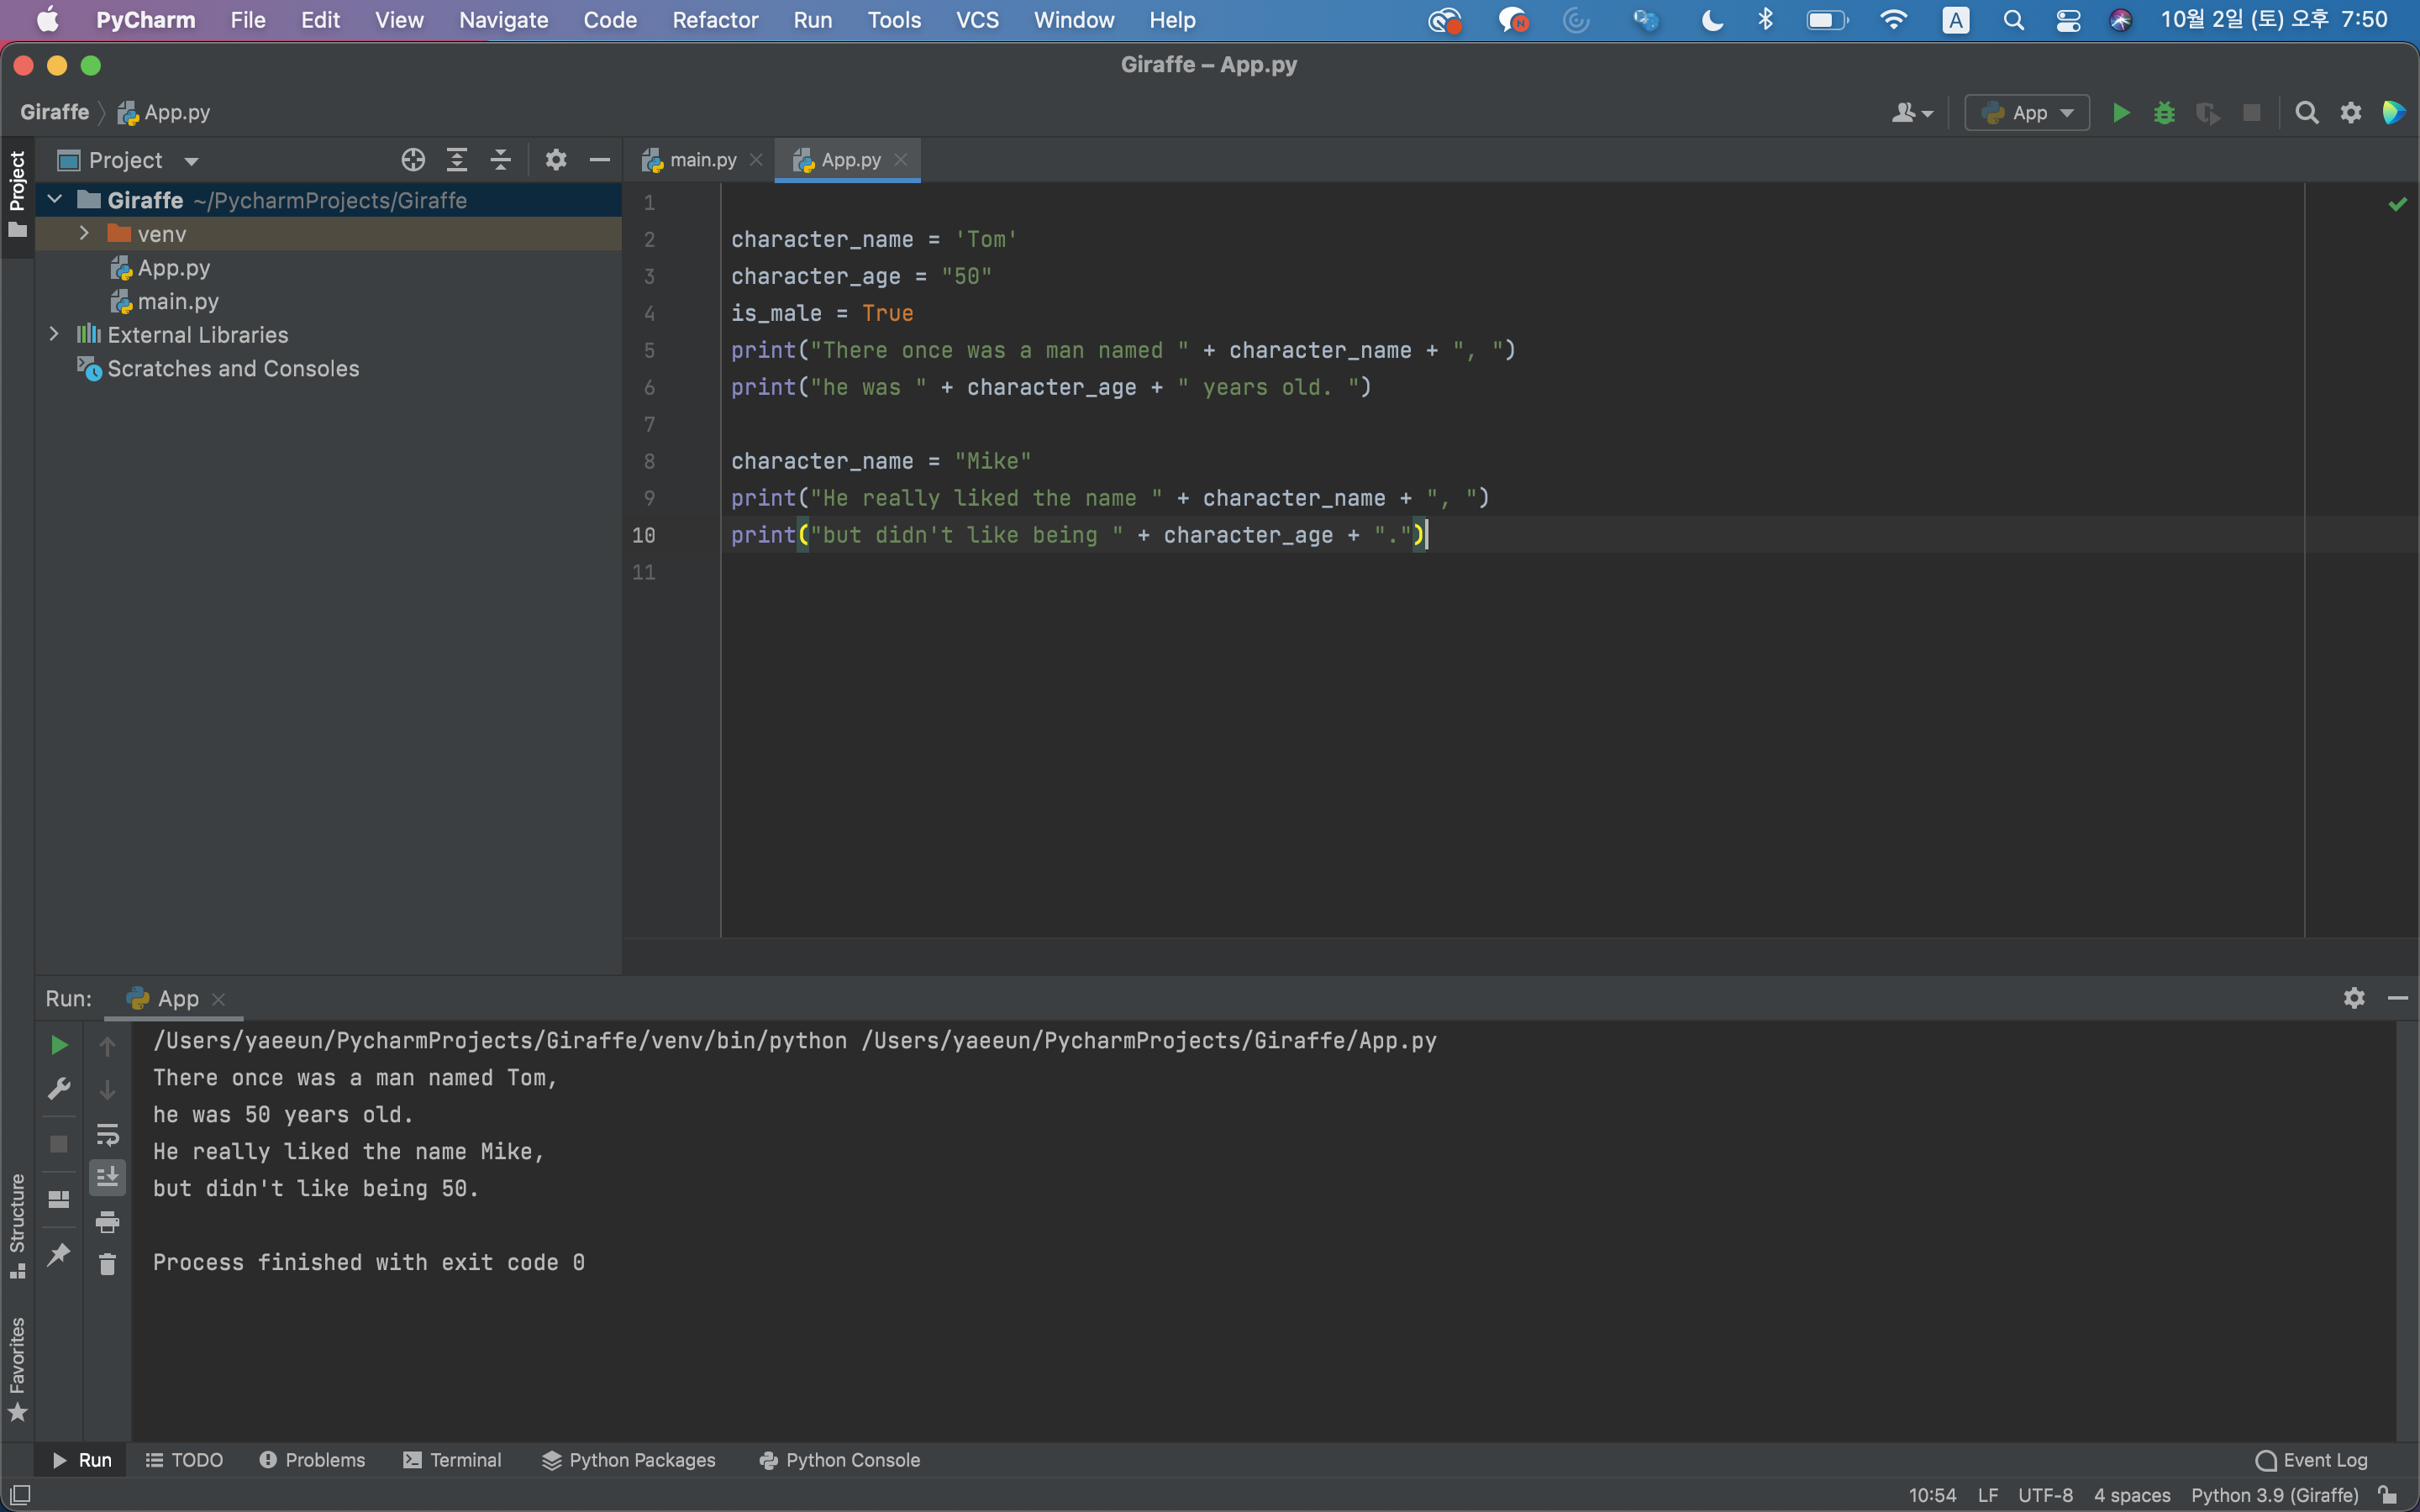 PyCharm File Edit View Navigate Code Refactor Run Tools VCS Window Help A 10월 2일 (토) 오후 7:50
Giraffe – App.py
Giraffe App.py App
Project
Project
main.py App.py
Giraffe ~/PycharmProjects/Giraffe
venv
App.py
main.py
External Libraries
Scratches and Consoles
1
2 character_name = 'Tom'
3 character_age = "50"
4 is_male = True
5 print("There once was a man named " + character_name + ", ")
6 print("he was " + character_age + " years old. ")
7
8 character_name = "Mike"
9 print("He really liked the name " + character_name + ", ")
10 print("but didn't like being " + character_age + ".")
11
Run: App
/Users/yaeeun/PycharmProjects/Giraffe/venv/bin/python /Users/yaeeun/PycharmProjects/Giraffe/App.py
There once was a man named Tom,
he was 50 years old.
He really liked the name Mike,
but didn't like being 50.
Process finished with exit code 0
Structure
Favorites
Run TODO Problems Terminal Python Packages Python Console Event Log
10:54 LF UTF-8 4 spaces Python 3.9 (Giraffe)